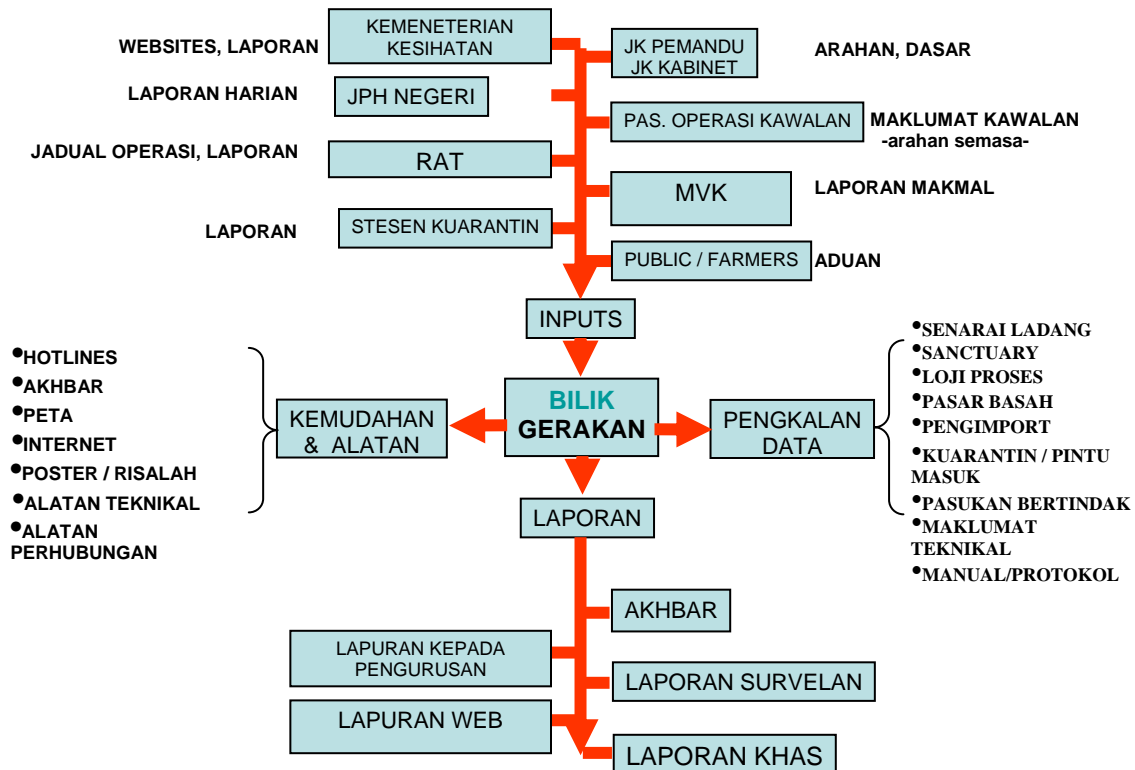 KEMENETERIAN
KESIHATAN
WEBSITES, LAPORAN
JK PEMANDU
JK KABINET
ARAHAN, DASAR
LAPORAN HARIAN
JPH NEGERI
PAS. OPERASI KAWALAN
MAKLUMAT KAWALAN
-arahan semasa-
JADUAL OPERASI, LAPORAN
RAT
MVK
LAPORAN MAKMAL
LAPORAN
STESEN KUARANTIN
PUBLIC / FARMERS
ADUAN
INPUTS
•HOTLINES
•AKHBAR
•PETA
•INTERNET
•POSTER / RISALAH
•ALATAN TEKNIKAL
•ALATAN
PERHUBUNGAN
KEMUDAHAN
& ALATAN
BILIK
GERAKAN
PENGKALAN
DATA
•SENARAI LADANG
•SANCTUARY
•LOJI PROSES
•PASAR BASAH
•PENGIMPORT
•KUARANTIN / PINTU
MASUK
•PASUKAN BERTINDAK
•MAKLUMAT
TEKNIKAL
•MANUAL/PROTOKOL
LAPORAN
AKHBAR
LAPURAN KEPADA
PENGURUSAN
LAPORAN SURVELAN
LAPURAN WEB
LAPORAN KHAS